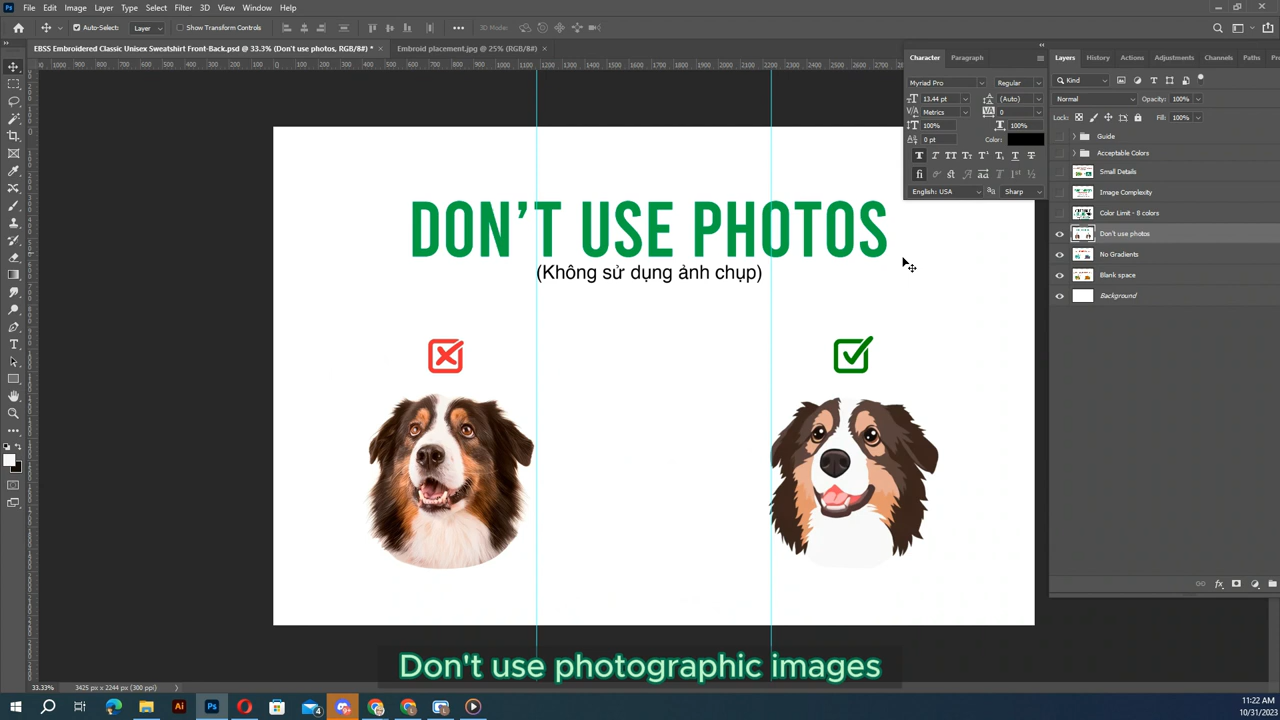 File Edit Image Layer Type Select Filter 3D View Window Help
Auto-Select: Layer Show Transform Controls 3D Mode:
EBSS Embroidered Classic Unisex Sweatshirt Front-Back.psd @ 33.3% (Don't use photos, RGB/8#) * Embroid placement.jpg @ 25% (RGB/8#)
Character Paragraph
Myriad Pro Regular
13.44 pt (Auto)
Metrics 0
100% 100%
0 pt Color:
English: USA Sharp
Layers History Actions Adjustments Channels Paths
Kind
Normal Opacity: 100%
Lock: Fill: 100%
Guide
Acceptable Colors
Small Details
Image Complexity
Color Limit - 8 colors
Don't use photos
No Gradients
Blank space
Background
DON'T USE PHOTOS
(Không sử dụng ảnh chụp)
Don't use photographic images
33.33% 3425 px x 2244 px (300 ppi)
11:22 AM
10/31/2023